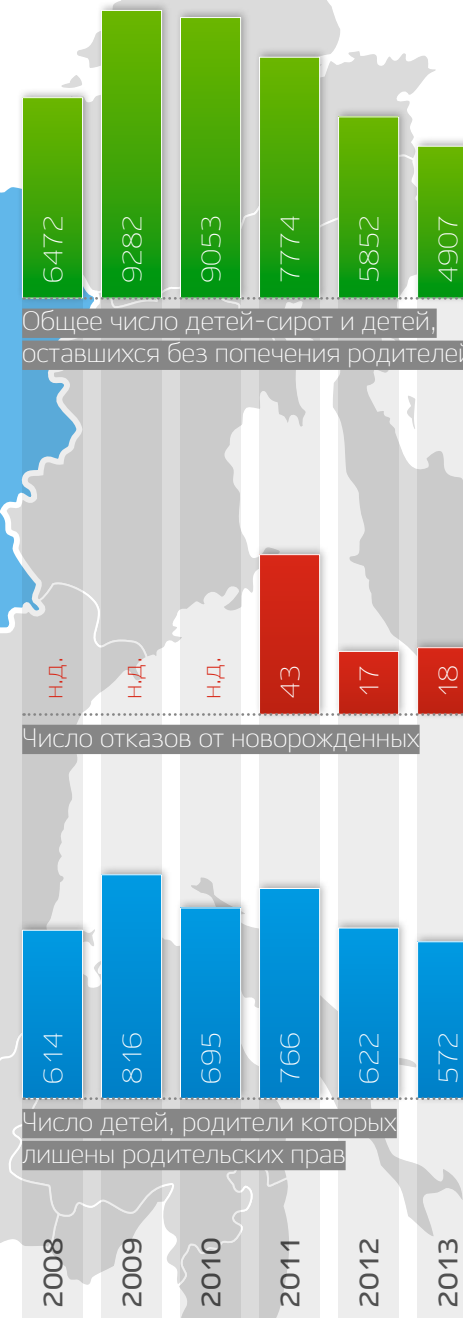 6472 9282 9053 7774 5852 4907
Общее число детей-сирот и детей,
оставшихся без попечения родителей
н.д. н.д. н.д. 43 17 18
Число отказов от новорожденных
614 816 695 766 622 572
Число детей, родители которых
лишены родительских прав
2008 2009 2010 2011 2012 2013